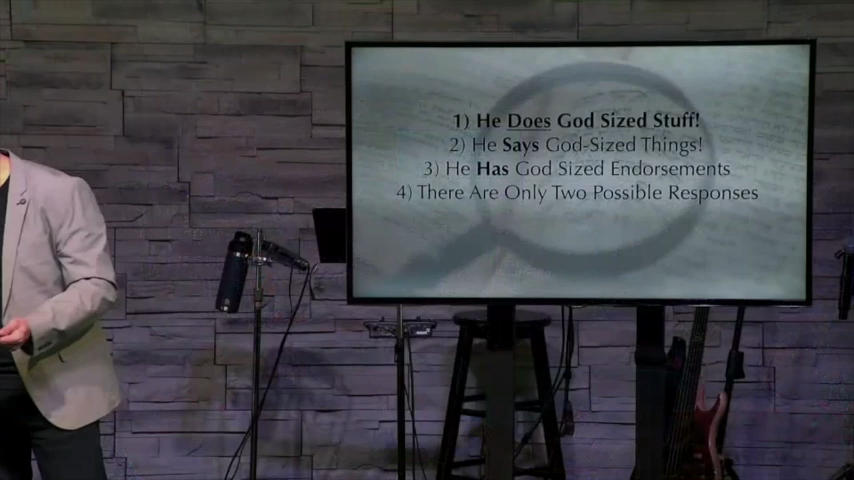 1) He Does God Sized Stuff!
2) He Says God-Sized Things!
3) He Has God Sized Endorsements
4) There Are Only Two Possible Responses